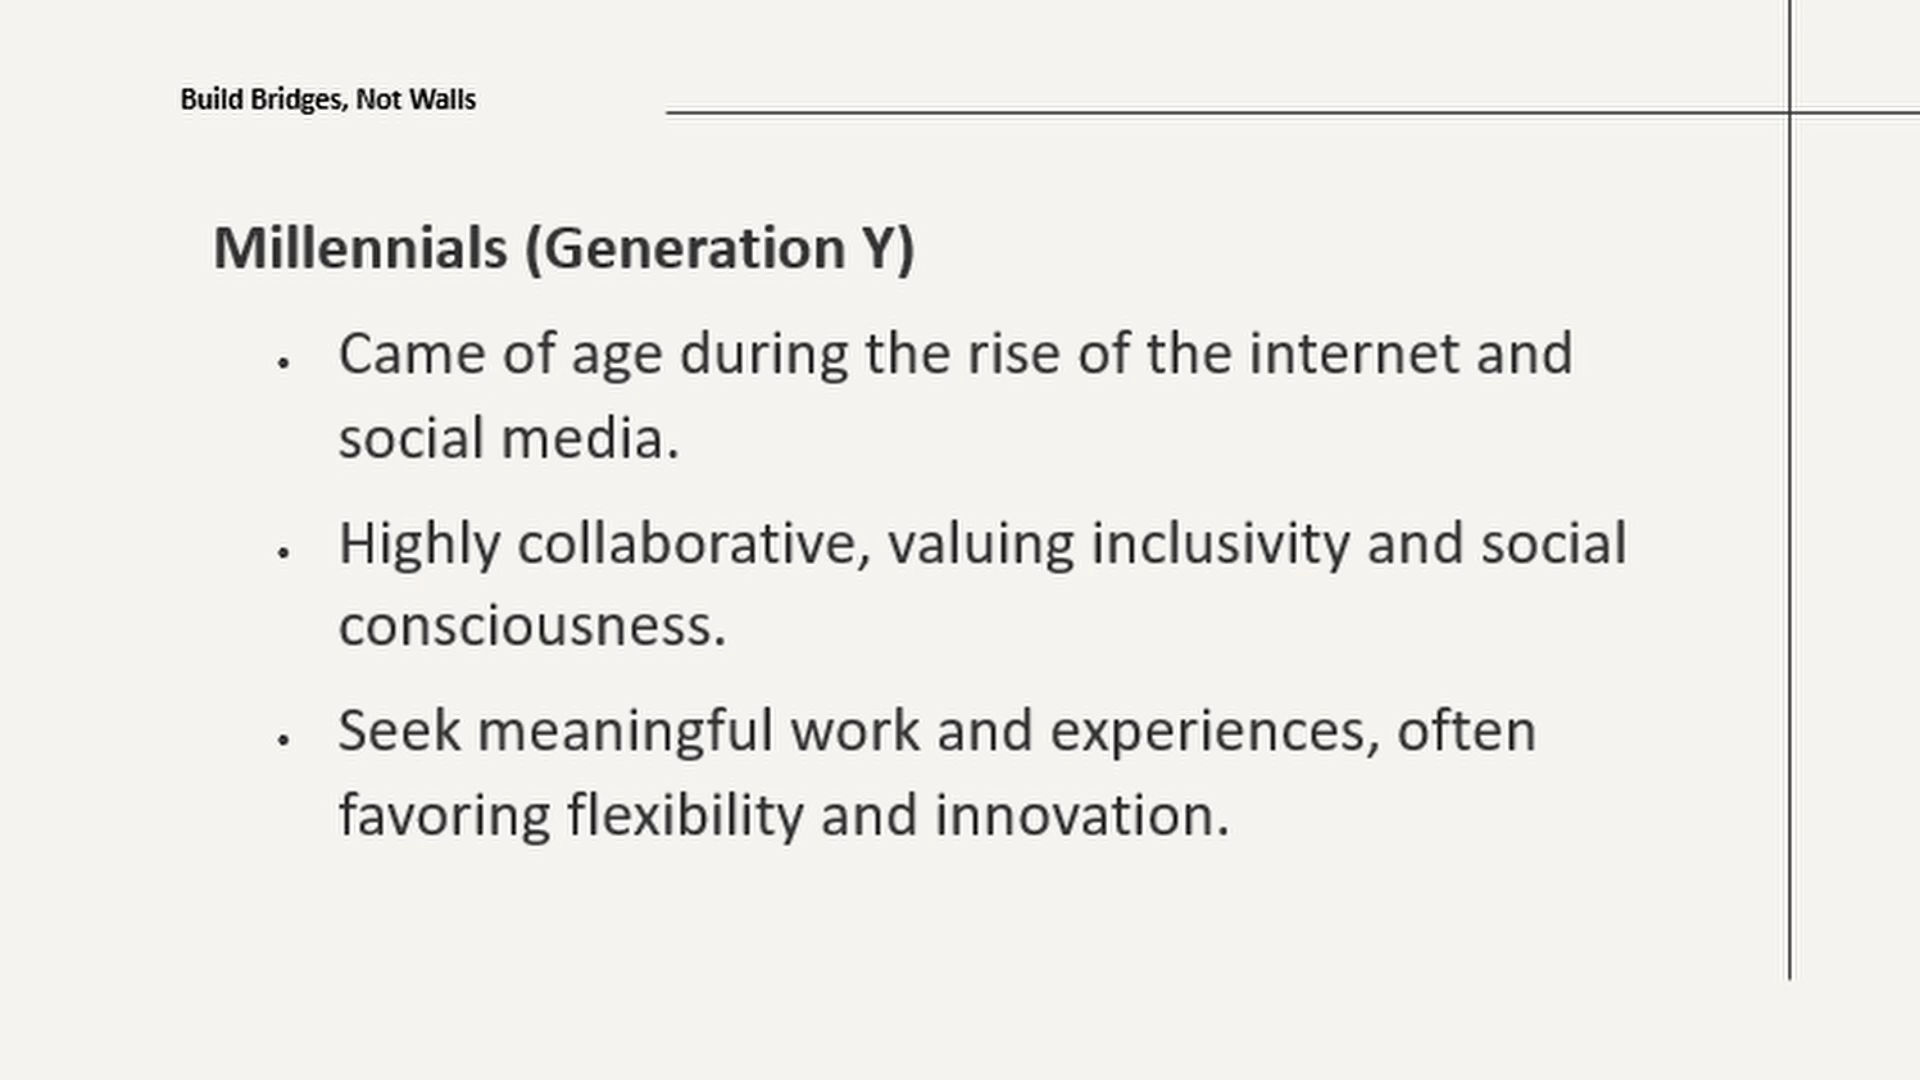 Build Bridges, Not Walls
Millennials (Generation Y)
• Came of age during the rise of the internet and
social media.
• Highly collaborative, valuing inclusivity and social
consciousness.
• Seek meaningful work and experiences, often
favoring flexibility and innovation.